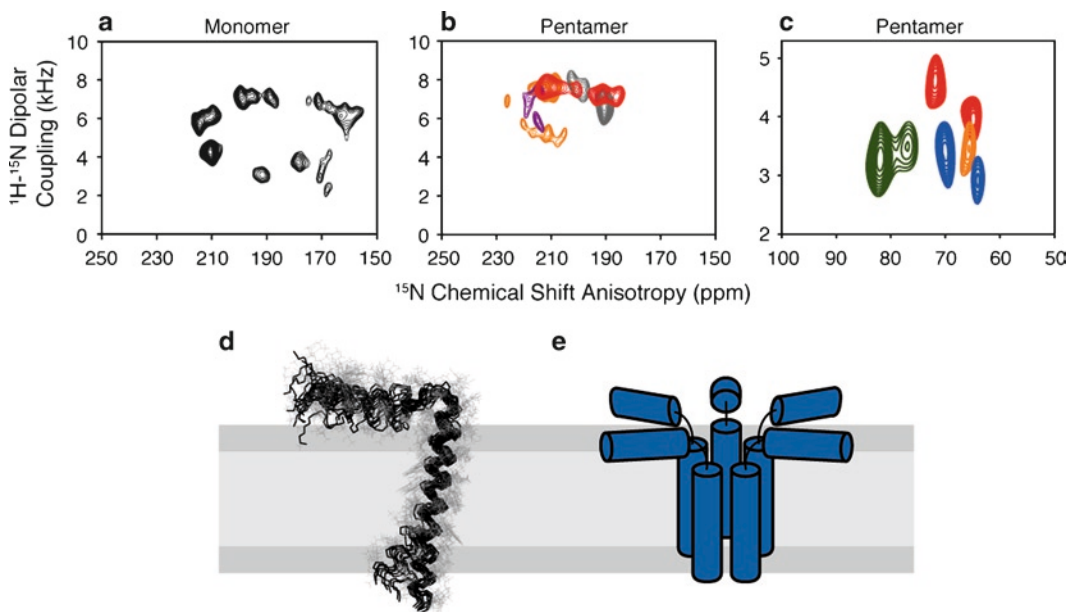 a Monomer
b Pentamer
c Pentamer
¹H-¹⁵N Dipolar
Coupling (kHz)
10
8
6
4
2
0
250 230 210 190 170 150
10
8
6
4
2
0
250 230 210 190 170 150
5
4
3
2
100 90 80 70 60 50
¹⁵N Chemical Shift Anisotropy (ppm)
d
e